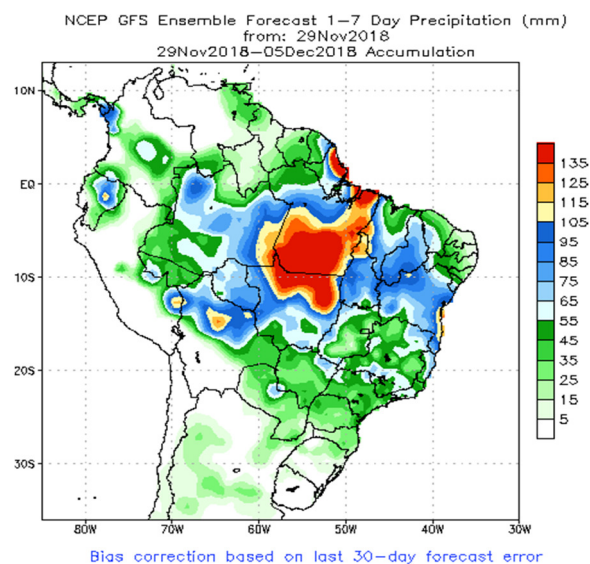 NCEP GFS Ensemble Forecast 1-7 Day Precipitation (mm)
from: 29Nov2018
29Nov2018-05Dec2018 Accumulation
10N
EQ
10S
20S
30S
80W
70W
60W
50W
40W
30W
135
125
115
105
95
85
75
65
55
45
35
25
15
5
Bias correction based on last 30-day forecast error